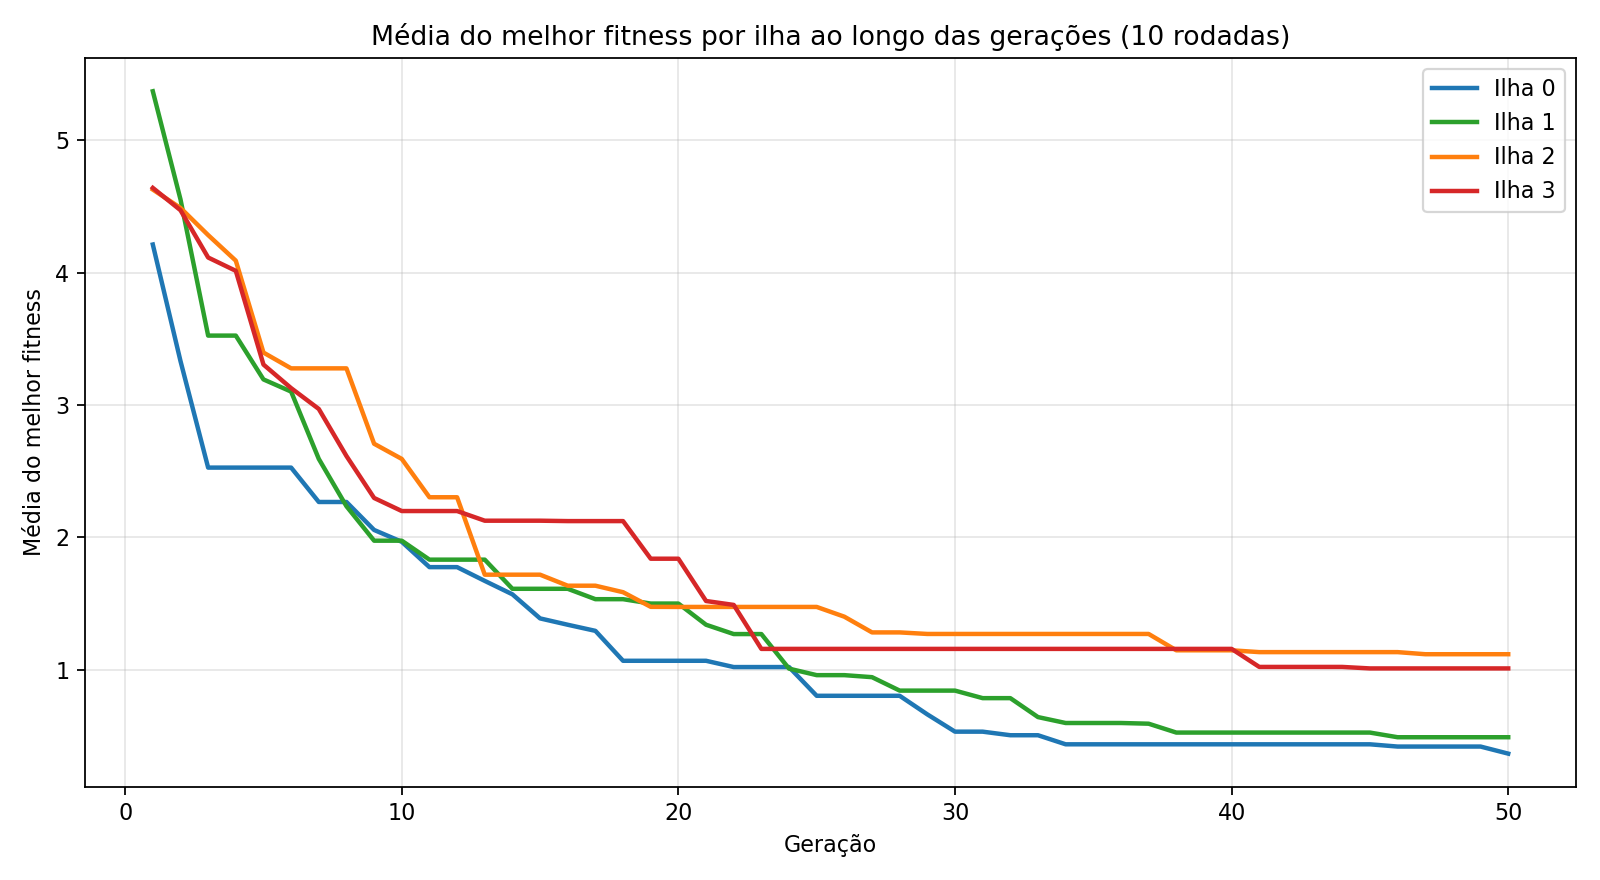 Média do melhor fitness por ilha ao longo das gerações (10 rodadas)
Ilha 0
Ilha 1
Ilha 2
Ilha 3
Média do melhor fitness
5
4
3
2
1
0
10
20
30
40
50
Geração